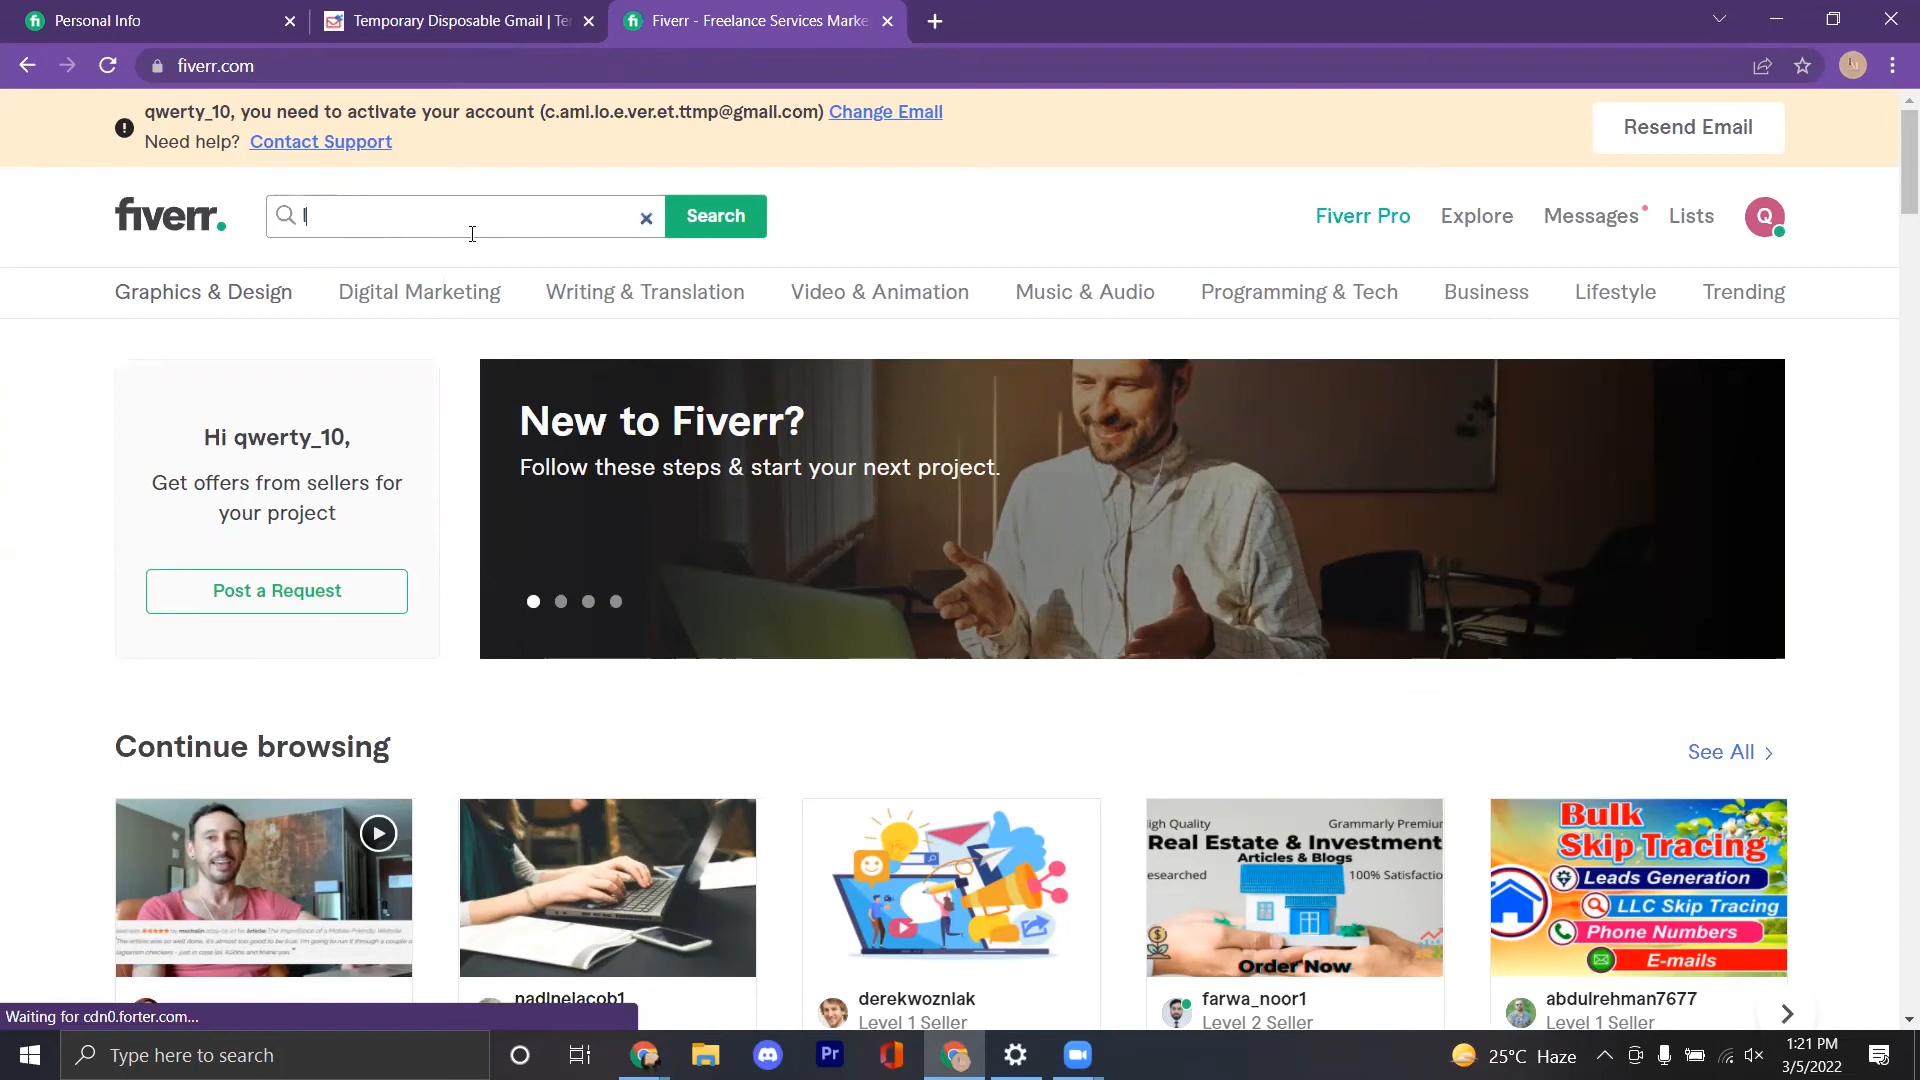 Personal Info
Temporary Disposable Gmail | Te
Fiverr - Freelance Services Marke
fiverr.com
qwerty_10, you need to activate your account (c.aml.lo.e.ver.et.ttmp@gmall.com) Change Email
Need help? Contact Support
Resend Email
fiverr.
l
Search
Fiverr Pro
Explore
Messages
Lists
Q
Graphics & Design
Digital Marketing
Writing & Translation
Video & Animation
Music & Audio
Programming & Tech
Business
Lifestyle
Trending
Hi qwerty_10,
Get offers from sellers for
your project
Post a Request
New to Fiverr?
Follow these steps & start your next project.
Continue browsing
See All
igh Quality
Grammarly Premiur
Real Estate & Investment
Articles & Blogs
esearched
100% Satisfactio
Order Now
Bulk
Skip Tracing
Leads Generation
LLC Skip Tracing
Phone Numbers
E-mails
nadinejacob1
derekwozniak
Level 1 Seller
farwa_noor1
Level 2 Seller
abdulrehman7677
Level 1 Seller
Waiting for cdn0.forter.com...
Type here to search
Pr
25°C Haze
1:21 PM
3/5/2022